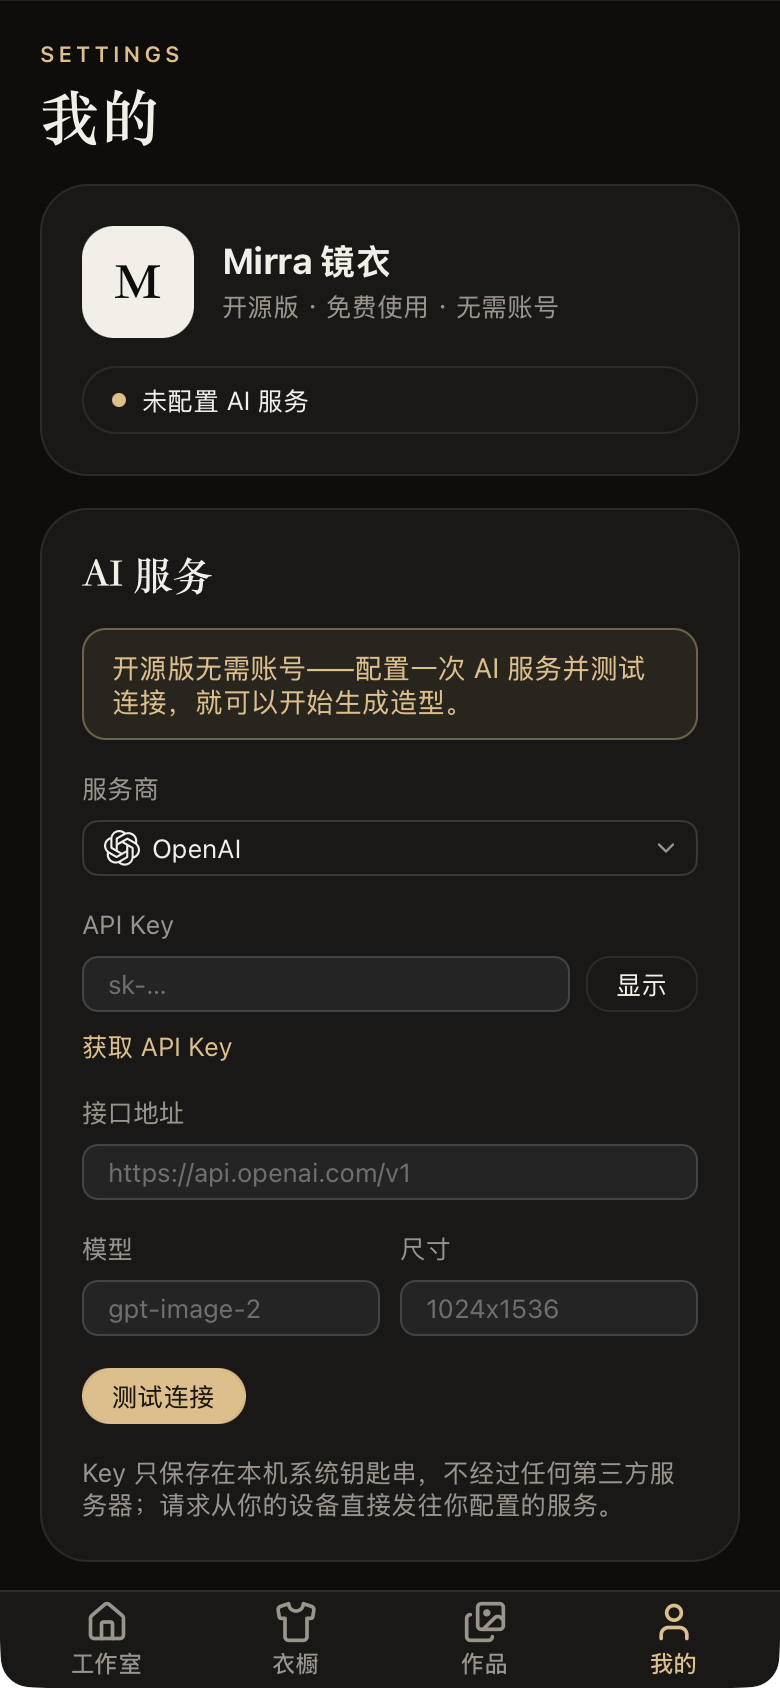 SETTINGS
我的
M
Mirra 镜衣
开源版 · 免费使用 · 无需账号
未配置 AI 服务
AI 服务
开源版无需账号——配置一次 AI 服务并测试
连接，就可以开始生成造型。
服务商
OpenAI
API Key
sk-...
显示
获取 API Key
接口地址
https://api.openai.com/v1
模型
尺寸
gpt-image-2
1024x1536
测试连接
Key 只保存在本机系统钥匙串，不经过任何第三方服
务器；请求从你的设备直接发往你配置的服务。
工作室
衣橱
作品
我的